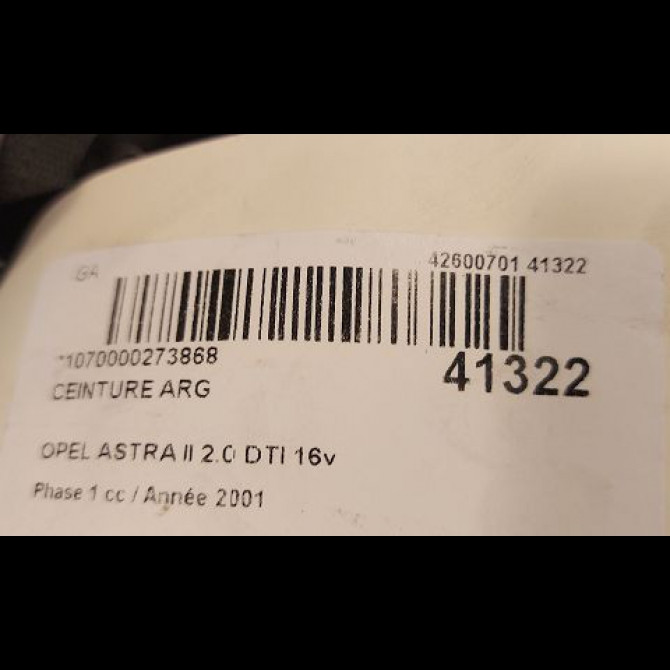 GA
42600701 41322
*1070000273868
41322
CEINTURE ARG
OPEL ASTRA II 2.0 DTI 16v
Phase 1 cc / Année 2001